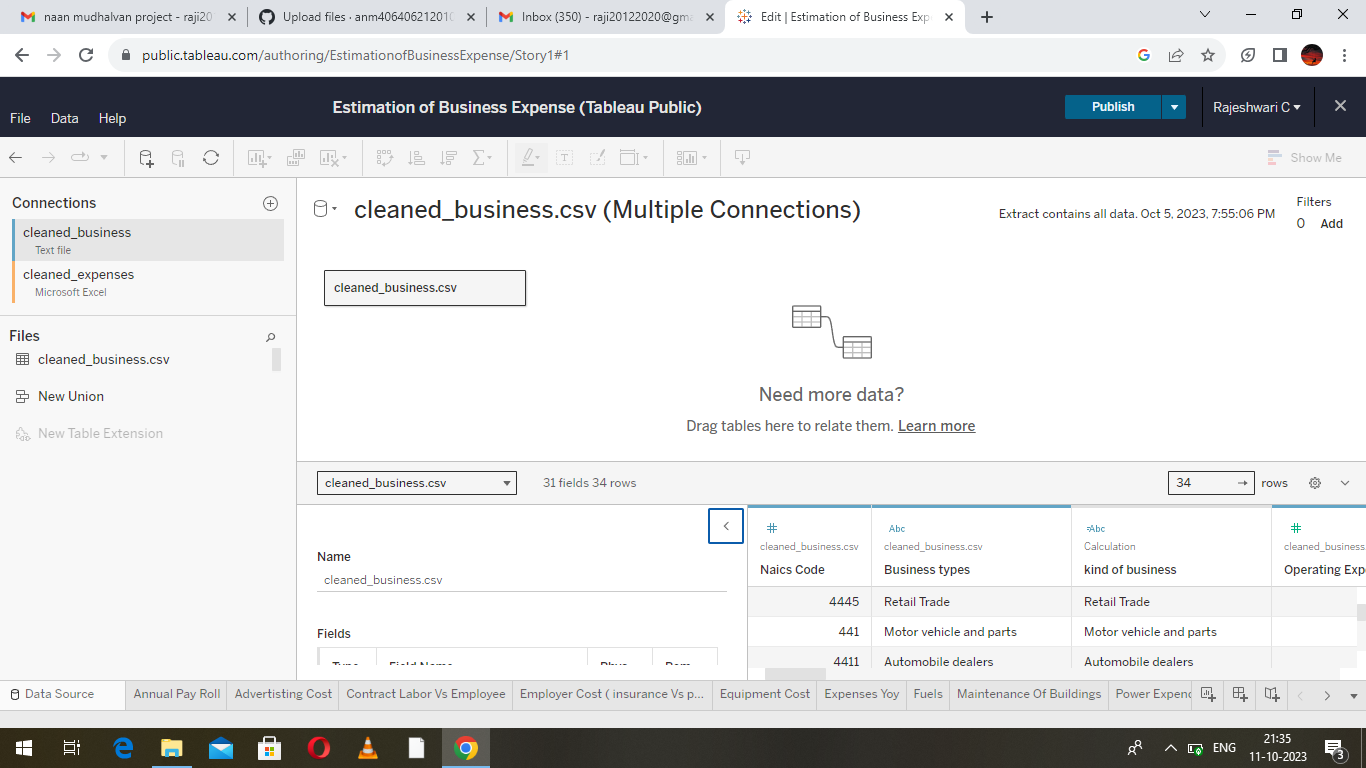 naan mudhalvan project - raji20
Upload files · anm40640621201
Inbox (350) - raji20122020@gma
Edit | Estimation of Business Exp
public.tableau.com/authoring/EstimationofBusinessExpense/Story1#1
Estimation of Business Expense (Tableau Public)
Publish
Rajeshwari C
File Data Help
Show Me
Connections
cleaned_business
Text file
cleaned_expenses
Microsoft Excel
Files
cleaned_business.csv
New Union
New Table Extension
cleaned_business.csv (Multiple Connections)
Extract contains all data. Oct 5, 2023, 7:55:06 PM
Filters
0 Add
cleaned_business.csv
Need more data?
Drag tables here to relate them. Learn more
cleaned_business.csv
31 fields 34 rows
34 → rows
Name
cleaned_business.csv
Fields
Type Field Name Phys Rem
# Abc =Abc #
cleaned_business.csv cleaned_business.csv Calculation cleaned_business.
Naics Code Business types kind of business Operating Expe
4445 Retail Trade Retail Trade
441 Motor vehicle and parts Motor vehicle and parts
4411 Automobile dealers Automobile dealers
Data Source Annual Pay Roll Advertisting Cost Contract Labor Vs Employee Employer Cost ( insurance Vs p... Equipment Cost Expenses Yoy Fuels Maintenance Of Buildings Power Expend
ENG
21:35
11-10-2023
3